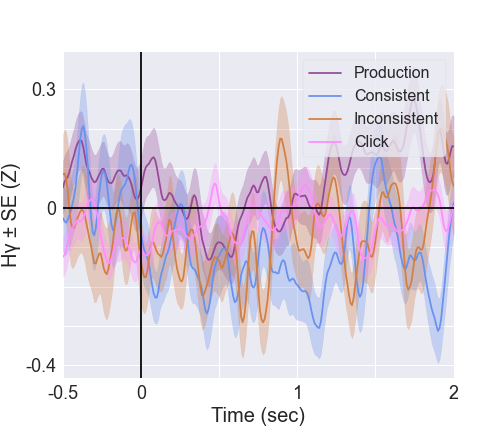 Production
Consistent
Inconsistent
Click
0.3
0
-0.4
-0.5 0 1 2
Time (sec)
Hγ ± SE (Z)